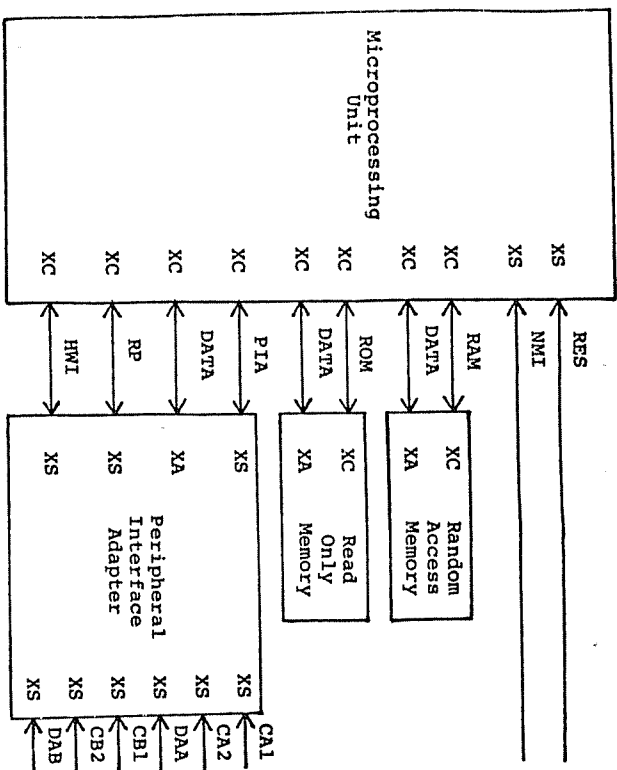 Microprocessing
Unit
XS
XS
XC
XC
XC
XC
XC
XC
XC
XC
RES
NMI
RAM
DATA
ROM
DATA
PIA
DATA
RP
HWI
XC
XA
Random
Access
Memory
XC
XA
Read
Only
Memory
XS
XA
XS
XS
Peripheral
Interface
Adapter
XS
XS
XS
XS
XS
XS
CA1
CA2
DAA
CB1
CB2
DAB